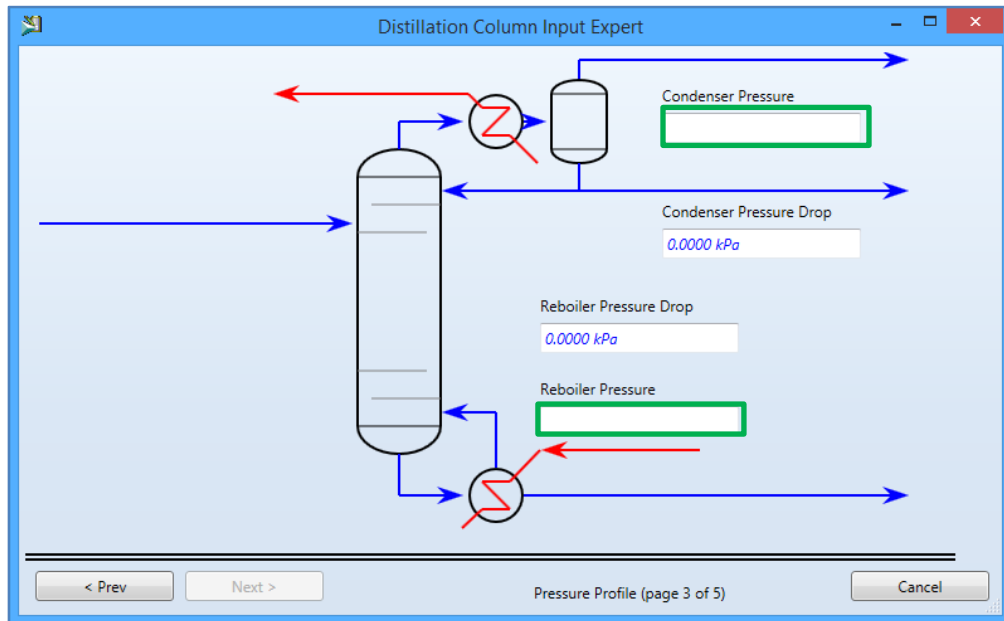 Distillation Column Input Expert
Condenser Pressure
Condenser Pressure Drop
0.0000 kPa
Reboiler Pressure Drop
0.0000 kPa
Reboiler Pressure
< Prev
Next >
Pressure Profile (page 3 of 5)
Cancel